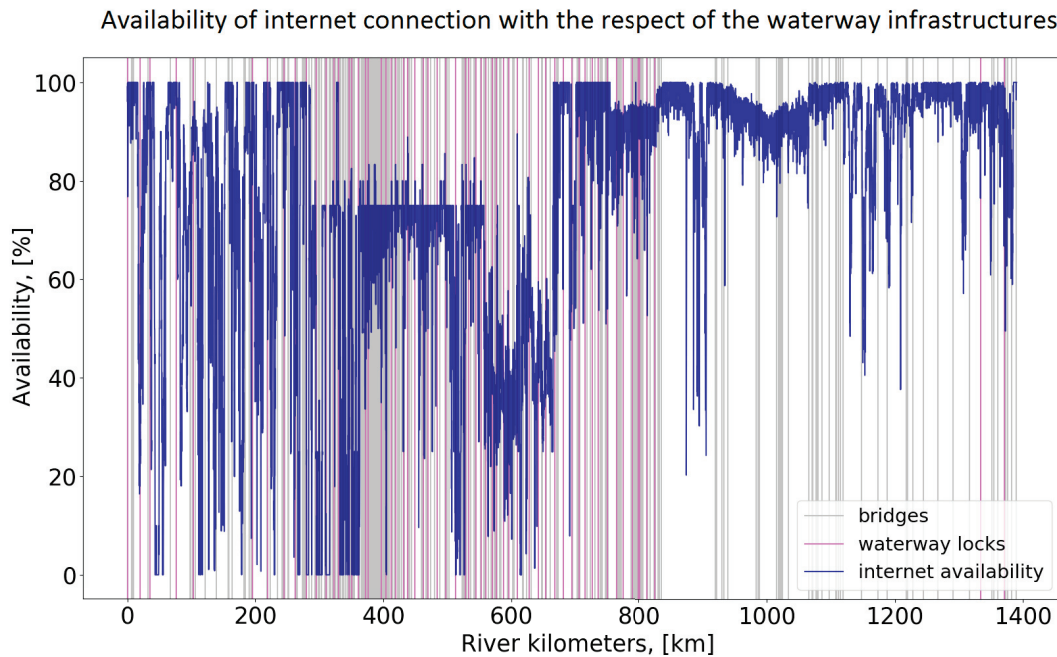 Availability of internet connection with the respect of the waterway infrastructures
Availability, [%]
100
80
60
40
20
0
bridges
waterway locks
internet availability
0
200
400
600
800
1000
1200
1400
River kilometers, [km]